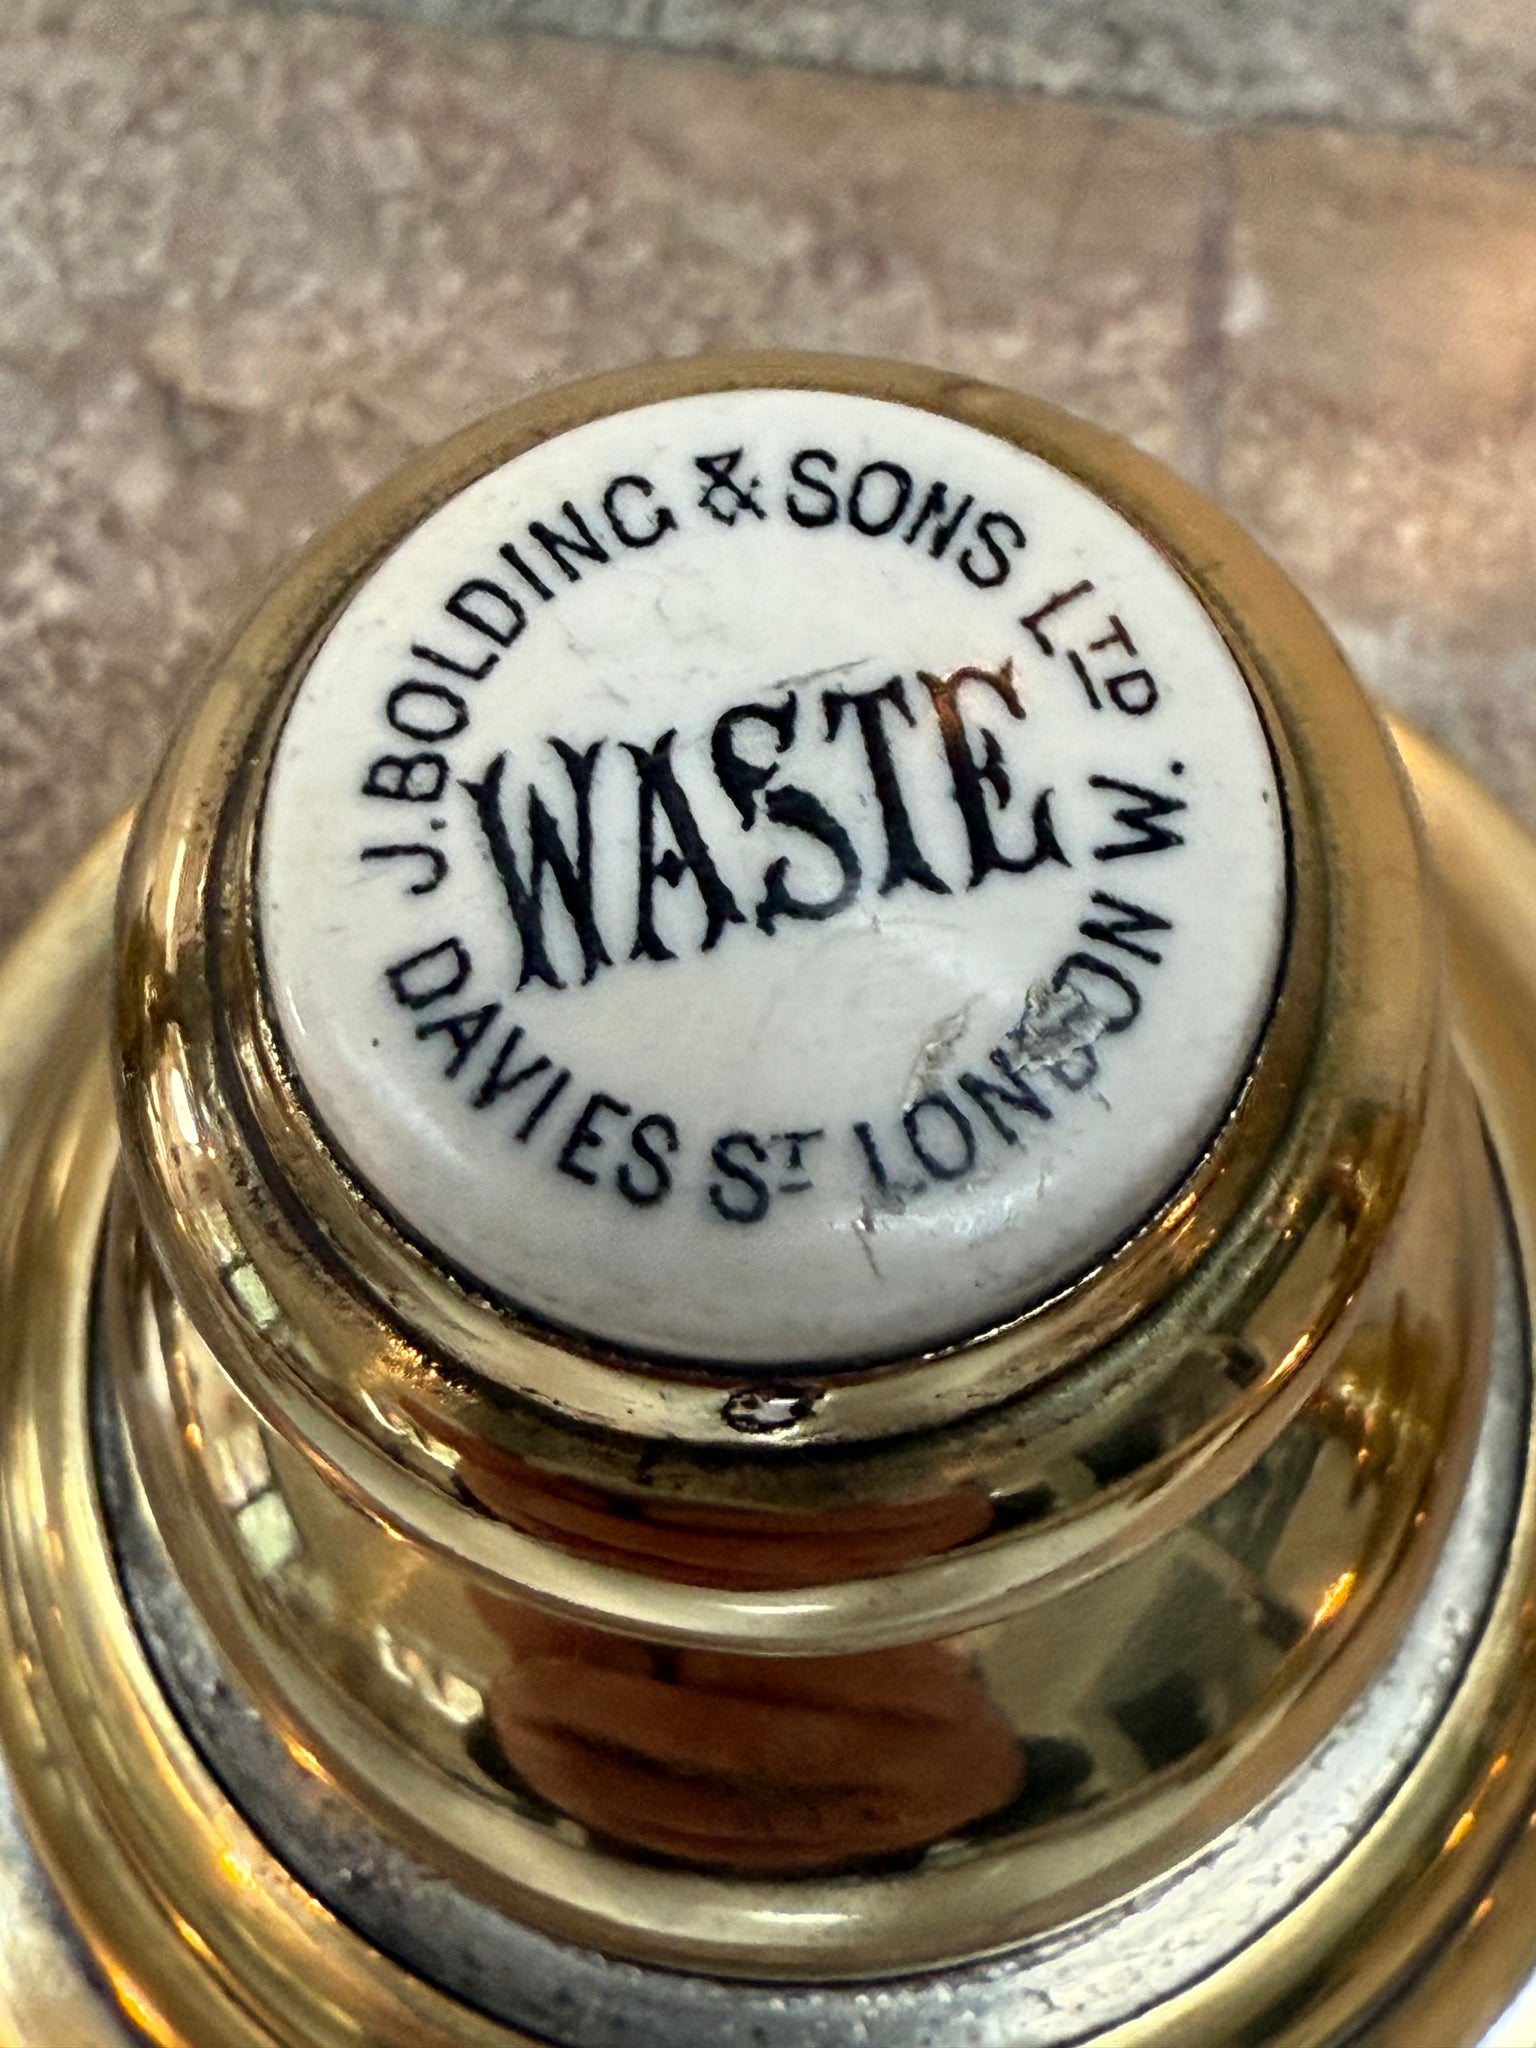 J. BOLDING & SONS LTD
WASTE
DAVIES ST LONDON W.